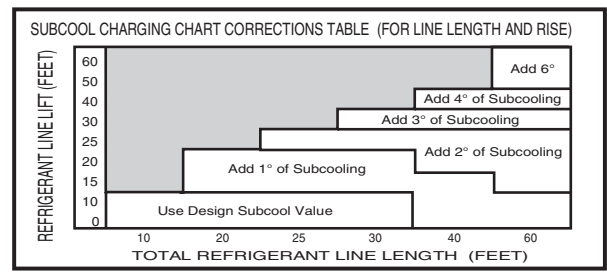 SUBCOOL CHARGING CHART CORRECTIONS TABLE (FOR LINE LENGTH AND RISE)
REFRIGERANT LINE LIFT (FEET)
60
50
40
30
25
20
15
10
0
Add 6°
Add 4° of Subcooling
Add 3° of Subcooling
Add 2° of Subcooling
Add 1° of Subcooling
Use Design Subcool Value
10 20 25 30 40 60
TOTAL REFRIGERANT LINE LENGTH (FEET)